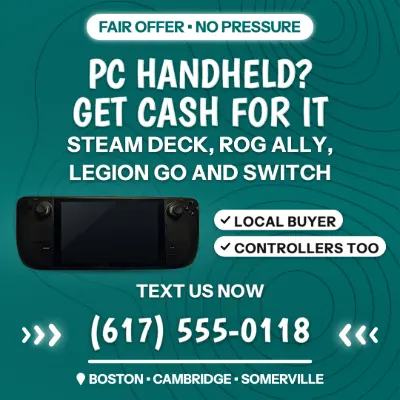 FAIR OFFER • NO PRESSURE
PC HANDHELD?
GET CASH FOR IT
STEAM DECK, ROG ALLY,
LEGION GO AND SWITCH
✓ LOCAL BUYER
✓ CONTROLLERS TOO
TEXT US NOW
››› (617) 555-0118 ‹‹‹
BOSTON • CAMBRIDGE • SOMERVILLE